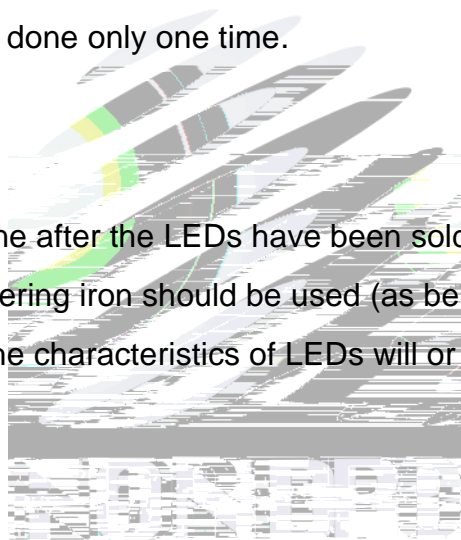 done only one time.
ne after the LEDs have been sold
ering iron should be used (as be
ne characteristics of LEDs will or